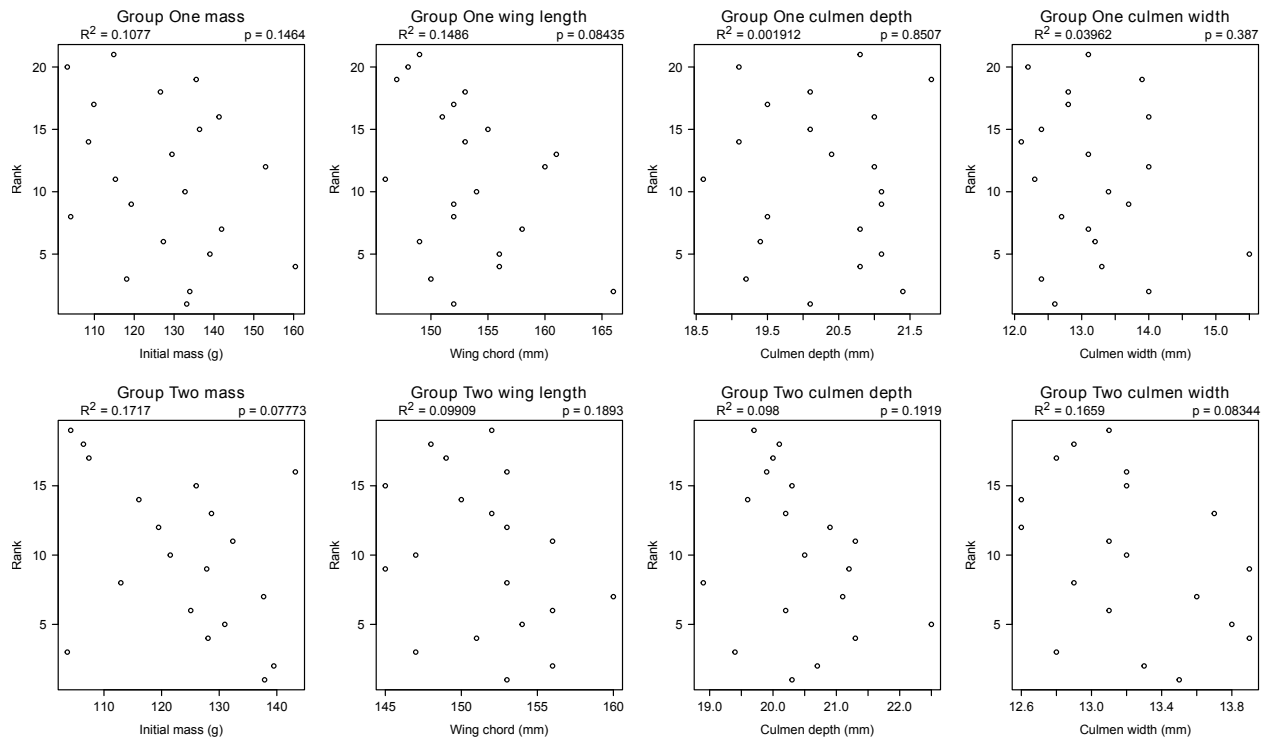 Group One mass
R2 = 0.1077 p = 0.1464
20
15
10
5
Rank
110 120 130 140 150 160
Initial mass (g)
Group One wing length
R2 = 0.1486 p = 0.08435
20
15
10
5
Rank
150 155 160 165
Wing chord (mm)
Group One culmen depth
R2 = 0.001912 p = 0.8507
20
15
10
5
Rank
18.5 19.5 20.5 21.5
Culmen depth (mm)
Group One culmen width
R2 = 0.03962 p = 0.387
20
15
10
5
Rank
12.0 13.0 14.0 15.0
Culmen width (mm)
Group Two mass
R2 = 0.1717 p = 0.07773
15
10
5
Rank
110 120 130 140
Initial mass (g)
Group Two wing length
R2 = 0.09909 p = 0.1893
15
10
5
Rank
145 150 155 160
Wing chord (mm)
Group Two culmen depth
R2 = 0.098 p = 0.1919
15
10
5
Rank
19.0 20.0 21.0 22.0
Culmen depth (mm)
Group Two culmen width
R2 = 0.1659 p = 0.08344
15
10
5
Rank
12.6 13.0 13.4 13.8
Culmen width (mm)